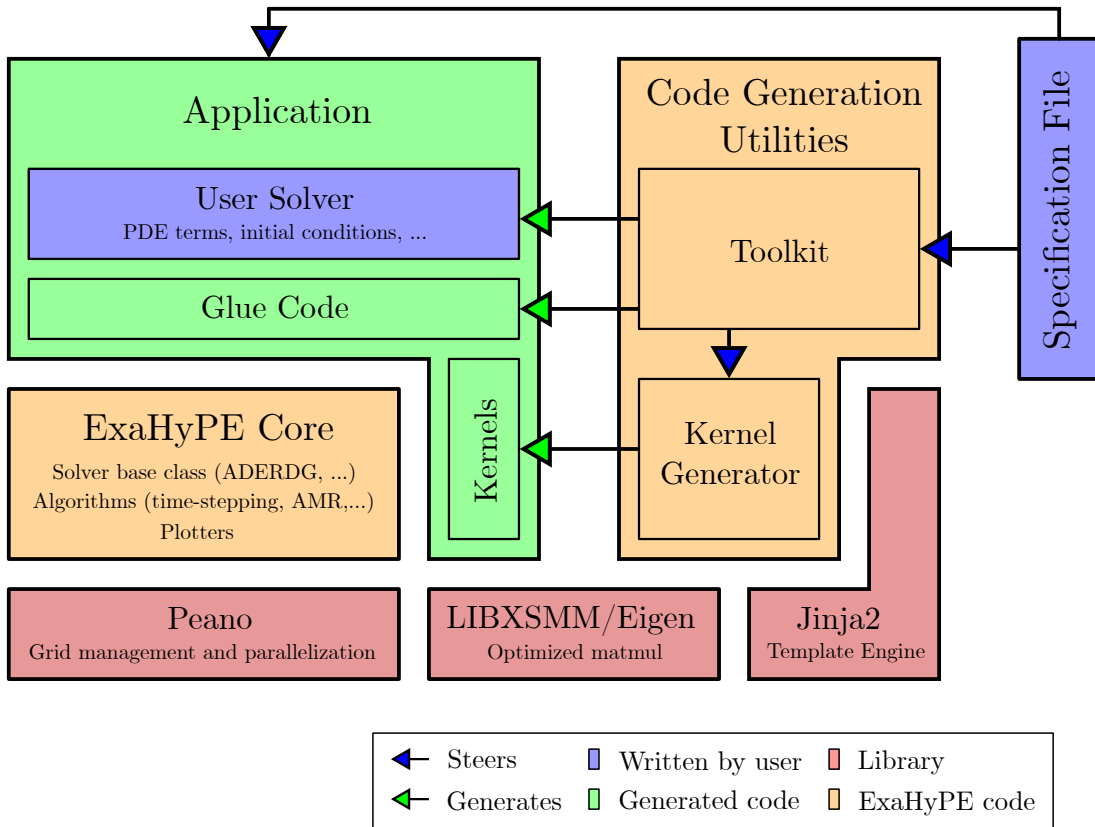 Application
User Solver
PDE terms, initial conditions, ...
Glue Code
Kernels
Code Generation
Utilities
Toolkit
Kernel
Generator
Specification File
ExaHyPE Core
Solver base class (ADERDG, ...)
Algorithms (time-stepping, AMR,...)
Plotters
Peano
Grid management and parallelization
LIBXSMM/Eigen
Optimized matmul
Jinja2
Template Engine
Steers
Written by user
Library
Generates
Generated code
ExaHyPE code